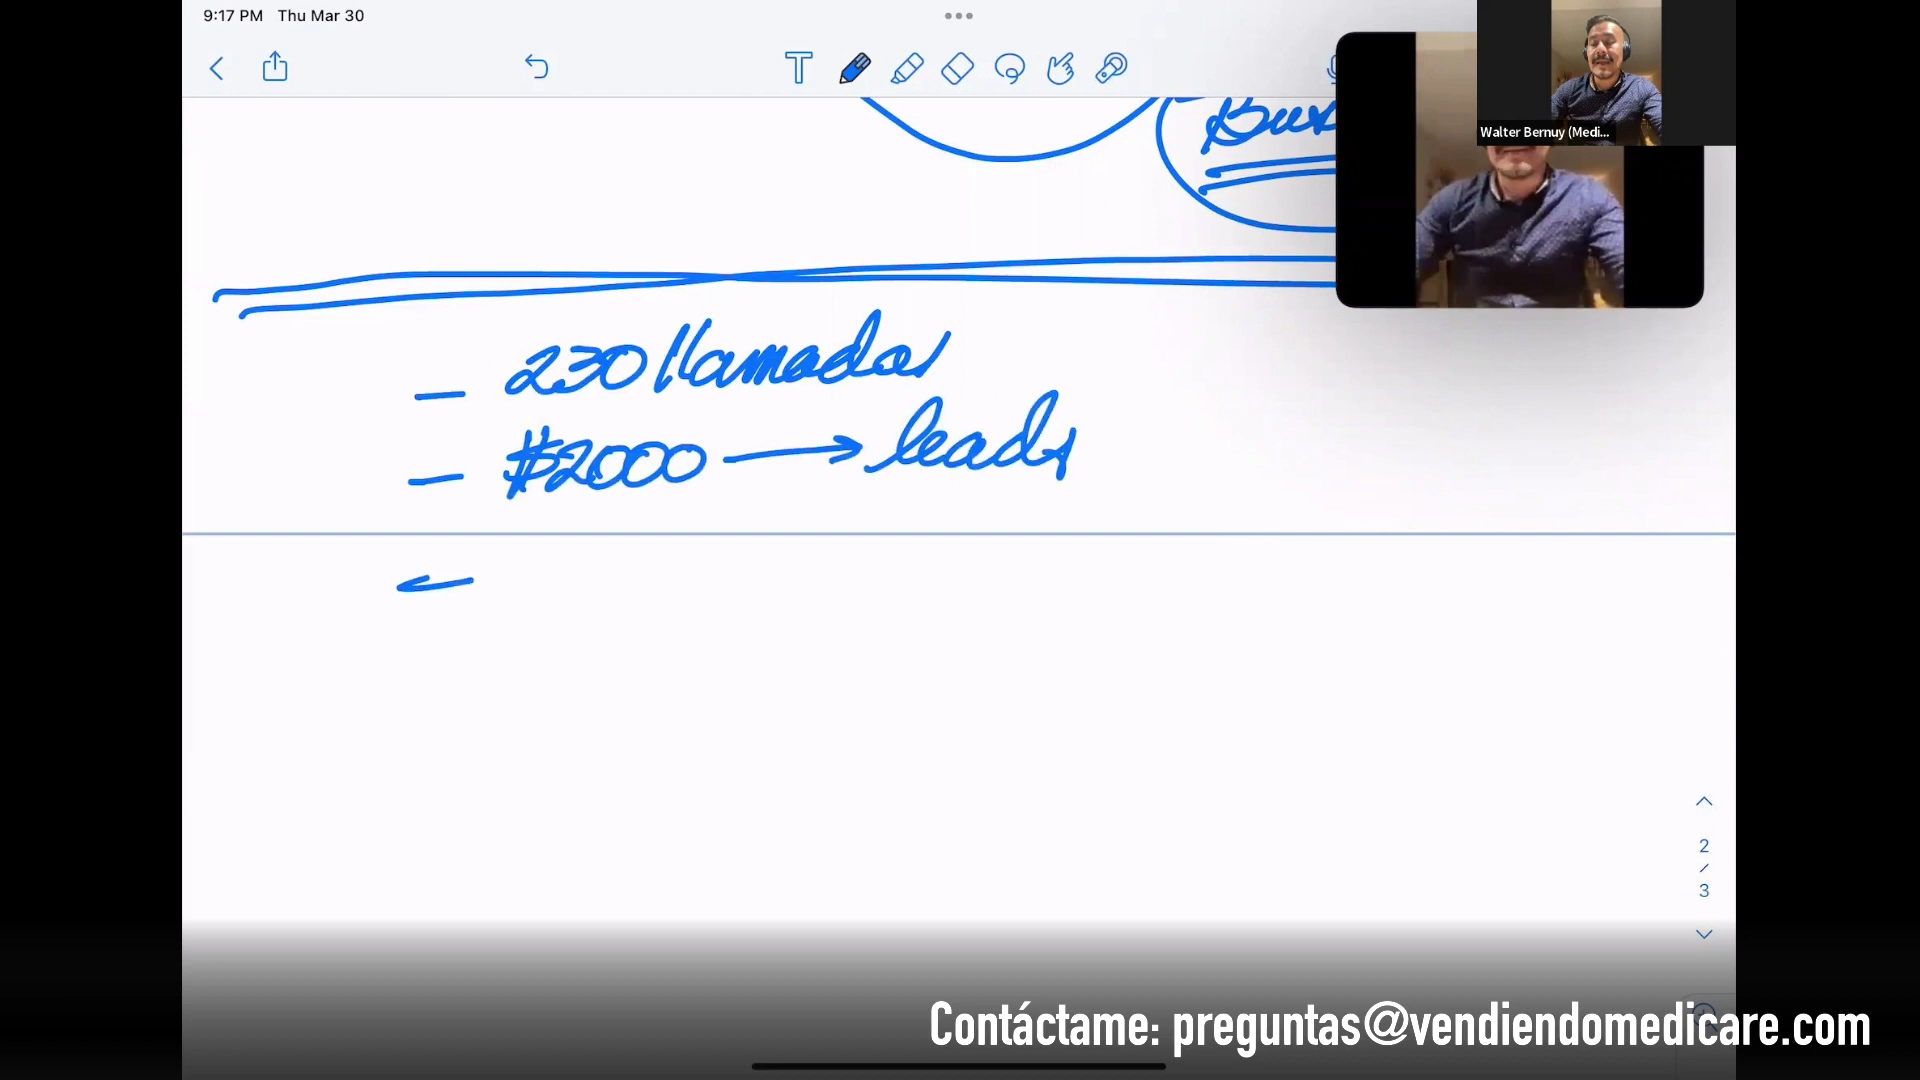 9:17 PM Thu Mar 30
Walter Bernuy (Medi...
- 230 llamadas
- $2000 → leads
2
/
3
Contáctame: preguntas@vendiendomedicare.com